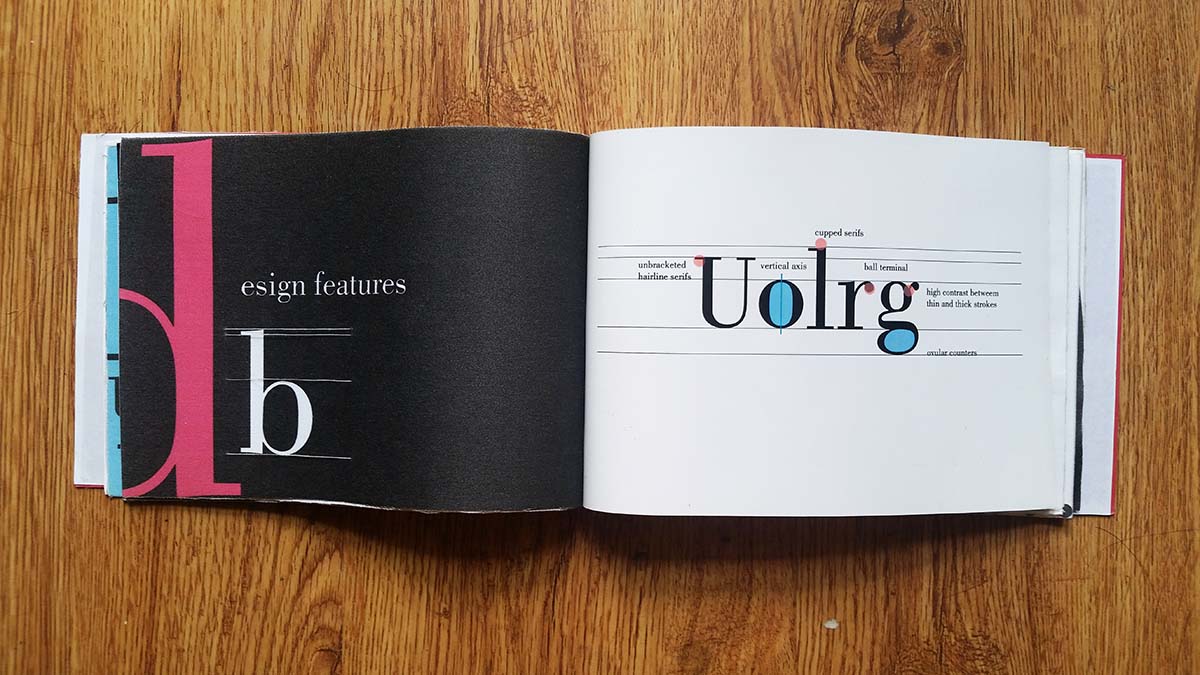 d
esign features
b
cupped serifs
unbracketed
hairline serifs
vertical axis
ball terminal
Uolrg
high contrast betweem
thin and thick strokes
ovular counters